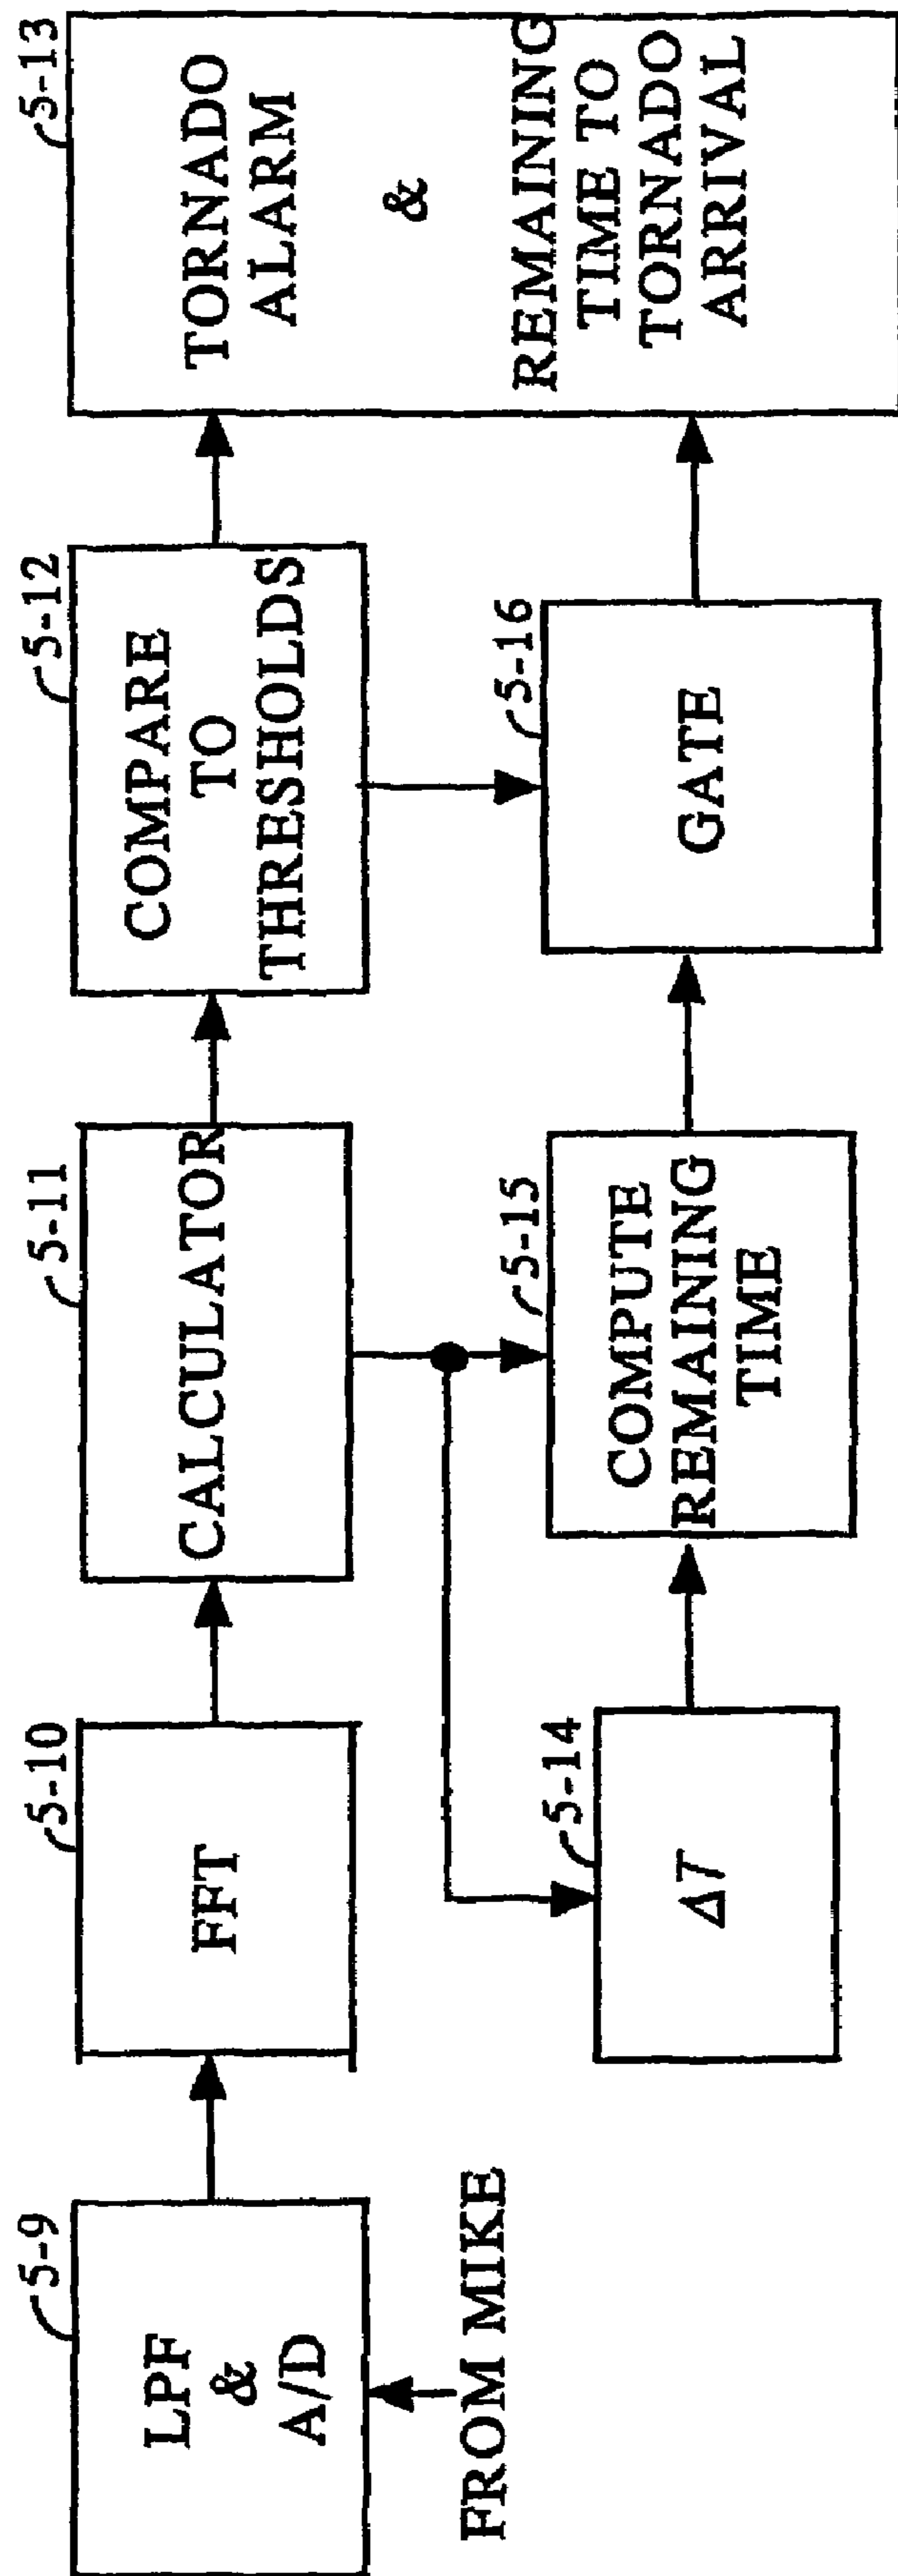 5-9
LPF
&
A/D
FROM MIKE
5-10
FFT
5-11
CALCULATOR
5-12
COMPARE
TO
THRESHOLDS
5-13
TORNADO
ALARM
&
REMAINING
TIME TO
TORNADO
ARRIVAL
5-14
ΔT
5-15
COMPUTE
REMAINING
TIME
5-16
GATE